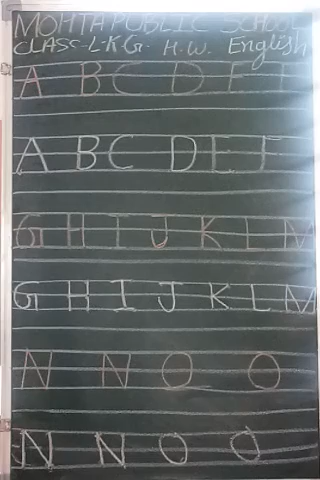 MOHTA PUBLIC SCHOOL
CLASS-L.K.G. H.W. English
A B C D E F
A B C D E F
G H I J K L M
G H I J K L M
N N O O
N N O O